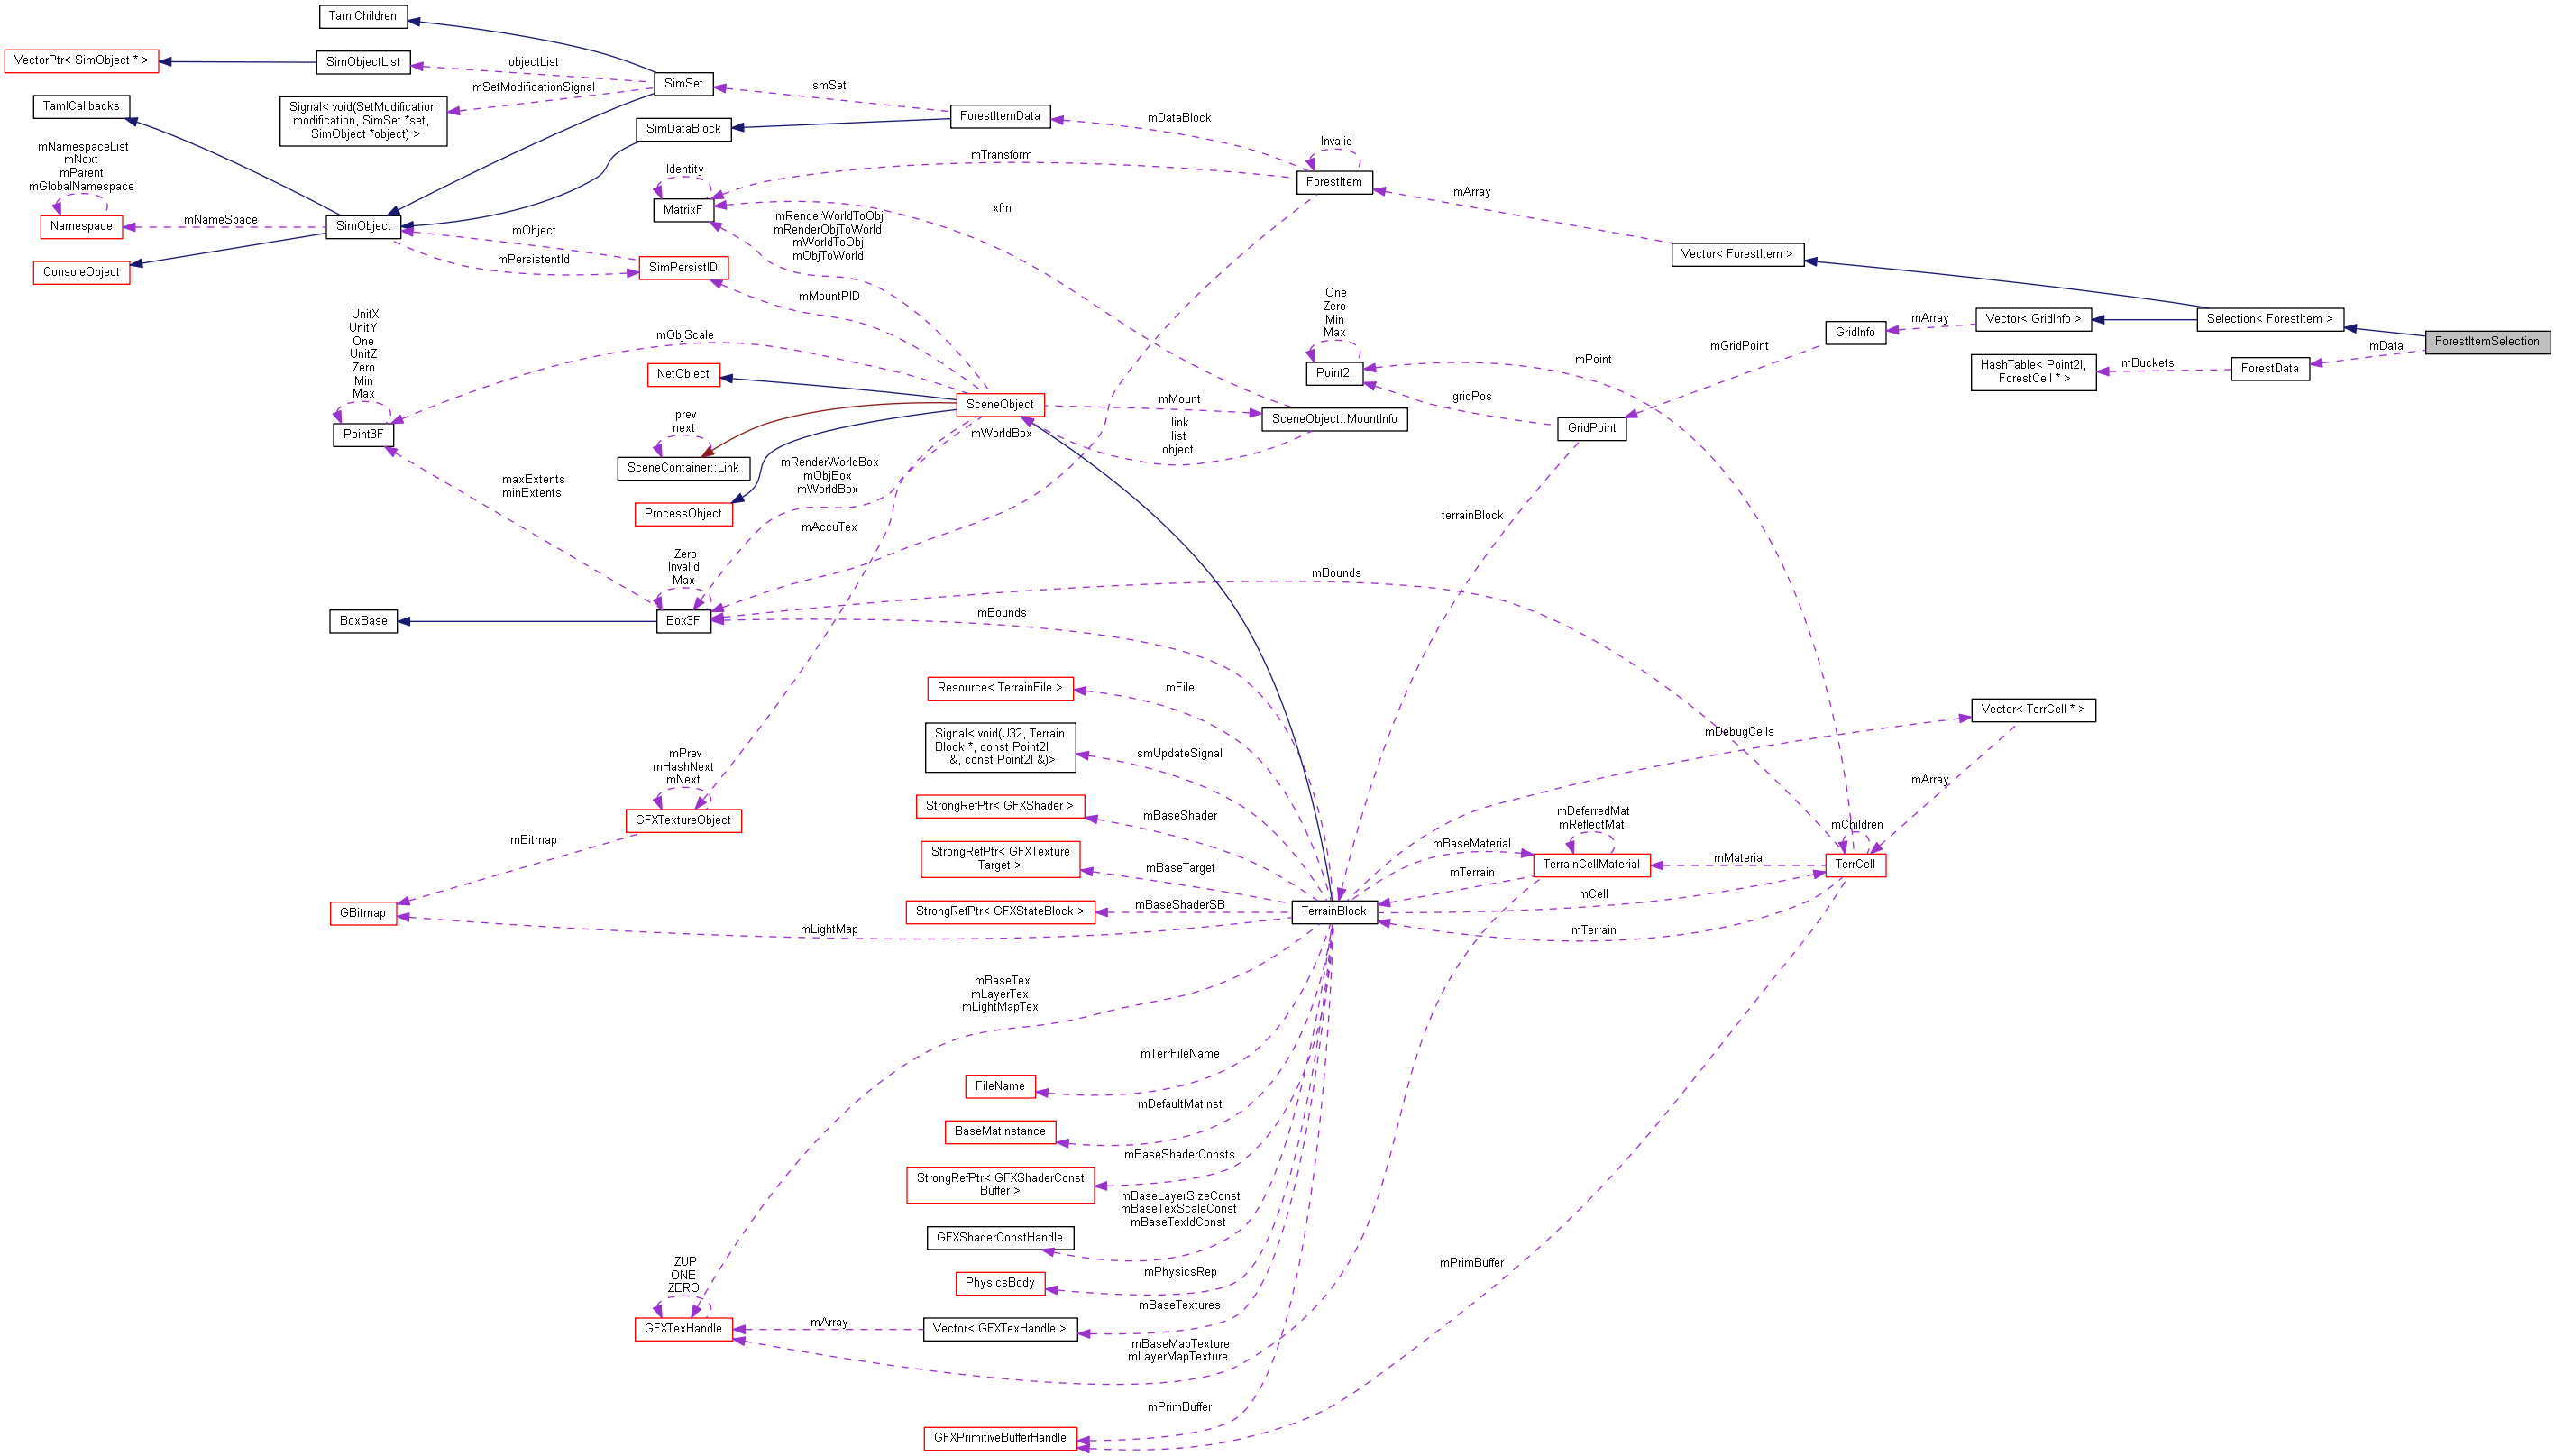 TamlChildren
VectorPtr< SimObject * >
SimObjectList
objectList
mSetModificationSignal
SimSet
smSet
TamlCallbacks
Signal< void(SetModification
modification, SimSet *set,
SimObject *object) >
SimDataBlock
ForestItemData
mDataBlock
Invalid
ForestItem
mTransform
mNamespaceList
mNext
mParent
mGlobalNamespace
Namespace
mNameSpace
SimObject
Identity
MatrixF
xfm
mArray
ConsoleObject
mObject
mPersistentId
SimPersistID
mRenderWorldToObj
mRenderObjToWorld
mWorldToObj
mObjToWorld
mMountPID
Vector< ForestItem >
UnitX
UnitY
One
UnitZ
Zero
Min
Max
Point3F
mObjScale
NetObject
SceneObject
prev
next
SceneContainer::Link
ProcessObject
mWorldBox
mMount
link
list
object
SceneObject::MountInfo
One
Zero
Min
Max
Point2I
mPoint
gridPos
GridPoint
mGridPoint
GridInfo
mArray
Vector< GridInfo >
Selection< ForestItem >
ForestItemSelection
mData
ForestData
mBuckets
HashTable< Point2I,
ForestCell * >
maxExtents
minExtents
mRenderWorldBox
mObjBox
mWorldBox
mAccuTex
terrainBlock
Zero
Invalid
Max
BoxBase
Box3F
mBounds
mBounds
Resource< TerrainFile >
mFile
Signal< void(U32, Terrain
Block *, const Point2I
&, const Point2I &)>
smUpdateSignal
mDebugCells
Vector< TerrCell * >
mArray
mPrev
mHashNext
mNext
GFXTextureObject
mBitmap
GBitmap
StrongRefPtr< GFXShader >
mBaseShader
StrongRefPtr< GFXTexture
Target >
mBaseTarget
StrongRefPtr< GFXStateBlock >
mBaseShaderSB
mLightMap
TerrainBlock
mBaseMaterial
mTerrain
mDeferredMat
mReflectMat
TerrainCellMaterial
mMaterial
mChildren
TerrCell
mCell
mTerrain
mBaseTex
mLayerTex
mLightMapTex
mTerrFileName
FileName
mDefaultMatInst
BaseMatInstance
mBaseShaderConsts
StrongRefPtr< GFXShaderConst
Buffer >
mBaseLayerSizeConst
mBaseTexScaleConst
mBaseTexIdConst
GFXShaderConstHandle
mPhysicsRep
PhysicsBody
mBaseTextures
ZUP
ONE
ZERO
GFXTexHandle
mArray
Vector< GFXTexHandle >
mBaseMapTexture
mLayerMapTexture
mPrimBuffer
mPrimBuffer
GFXPrimitiveBufferHandle